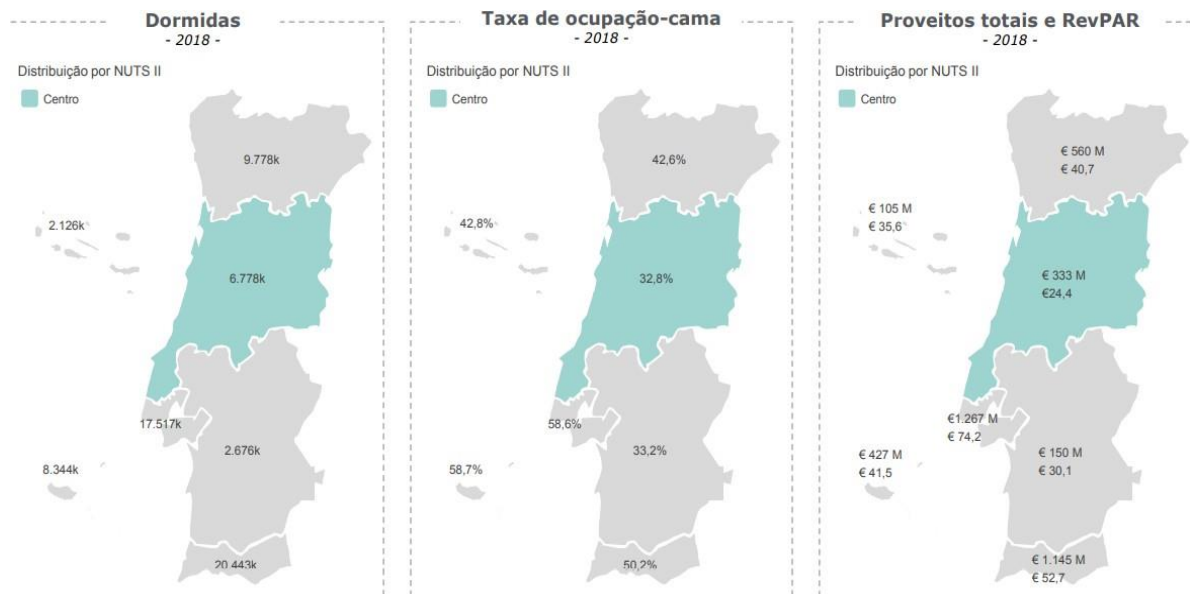 Dormidas
- 2018 -
Distribuição por NUTS II
Centro
9.778k
2.126k
6.778k
17.517k
2.676k
8.344k
20.443k
Taxa de ocupação-cama
- 2018 -
Distribuição por NUTS II
Centro
42,6%
42,8%
32,8%
58,6%
33,2%
58,7%
50,2%
Proveitos totais e RevPAR
- 2018 -
Distribuição por NUTS II
Centro
€ 560 M
€ 40,7
€ 105 M
€ 35,6
€ 333 M
€24,4
€1.267 M
€ 74,2
€ 427 M
€ 41,5
€ 150 M
€ 30,1
€ 1.145 M
€ 52,7